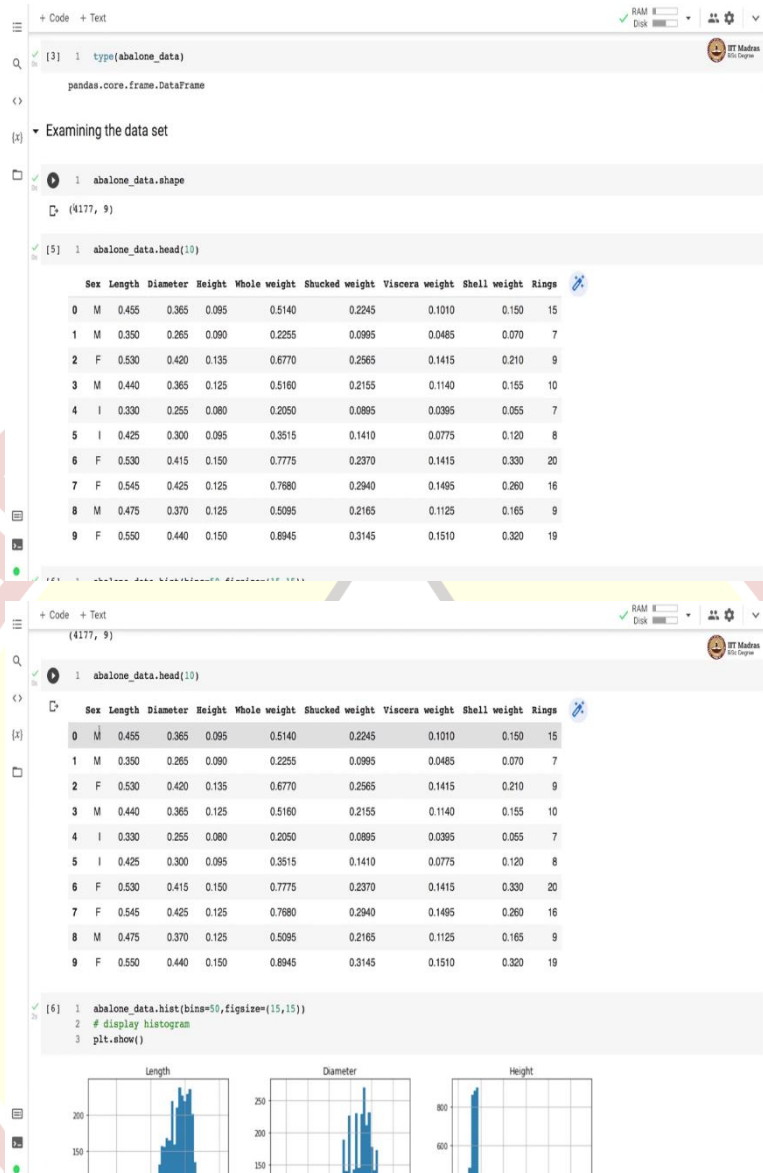 + Code + Text
RAM
Disk
IIT Madras
BSc Degree
[3] 1 type(abalone_data)
pandas.core.frame.DataFrame
Examining the data set
1 abalone_data.shape
(4177, 9)
[5] 1 abalone_data.head(10)
Sex Length Diameter Height Whole weight Shucked weight Viscera weight Shell weight Rings
0 M 0.455 0.365 0.095 0.5140 0.2245 0.1010 0.150 15
1 M 0.350 0.265 0.090 0.2255 0.0995 0.0485 0.070 7
2 F 0.530 0.420 0.135 0.6770 0.2565 0.1415 0.210 9
3 M 0.440 0.365 0.125 0.5160 0.2155 0.1140 0.155 10
4 I 0.330 0.255 0.080 0.2050 0.0895 0.0395 0.055 7
5 I 0.425 0.300 0.095 0.3515 0.1410 0.0775 0.120 8
6 F 0.530 0.415 0.150 0.7775 0.2370 0.1415 0.330 20
7 F 0.545 0.425 0.125 0.7680 0.2940 0.1495 0.260 16
8 M 0.475 0.370 0.125 0.5095 0.2165 0.1125 0.165 9
9 F 0.550 0.440 0.150 0.8945 0.3145 0.1510 0.320 19
+ Code + Text
RAM
Disk
(4177, 9)
IIT Madras
BSc Degree
1 abalone_data.head(10)
Sex Length Diameter Height Whole weight Shucked weight Viscera weight Shell weight Rings
0 M 0.455 0.365 0.095 0.5140 0.2245 0.1010 0.150 15
1 M 0.350 0.265 0.090 0.2255 0.0995 0.0485 0.070 7
2 F 0.530 0.420 0.135 0.6770 0.2565 0.1415 0.210 9
3 M 0.440 0.365 0.125 0.5160 0.2155 0.1140 0.155 10
4 I 0.330 0.255 0.080 0.2050 0.0895 0.0395 0.055 7
5 I 0.425 0.300 0.095 0.3515 0.1410 0.0775 0.120 8
6 F 0.530 0.415 0.150 0.7775 0.2370 0.1415 0.330 20
7 F 0.545 0.425 0.125 0.7680 0.2940 0.1495 0.260 16
8 M 0.475 0.370 0.125 0.5095 0.2165 0.1125 0.165 9
9 F 0.550 0.440 0.150 0.8945 0.3145 0.1510 0.320 19
[6] 1 abalone_data.hist(bins=50,figsize=(15,15))
2 # display histogram
3 plt.show()
Length Diameter Height
200 150
250 200 150
800 600